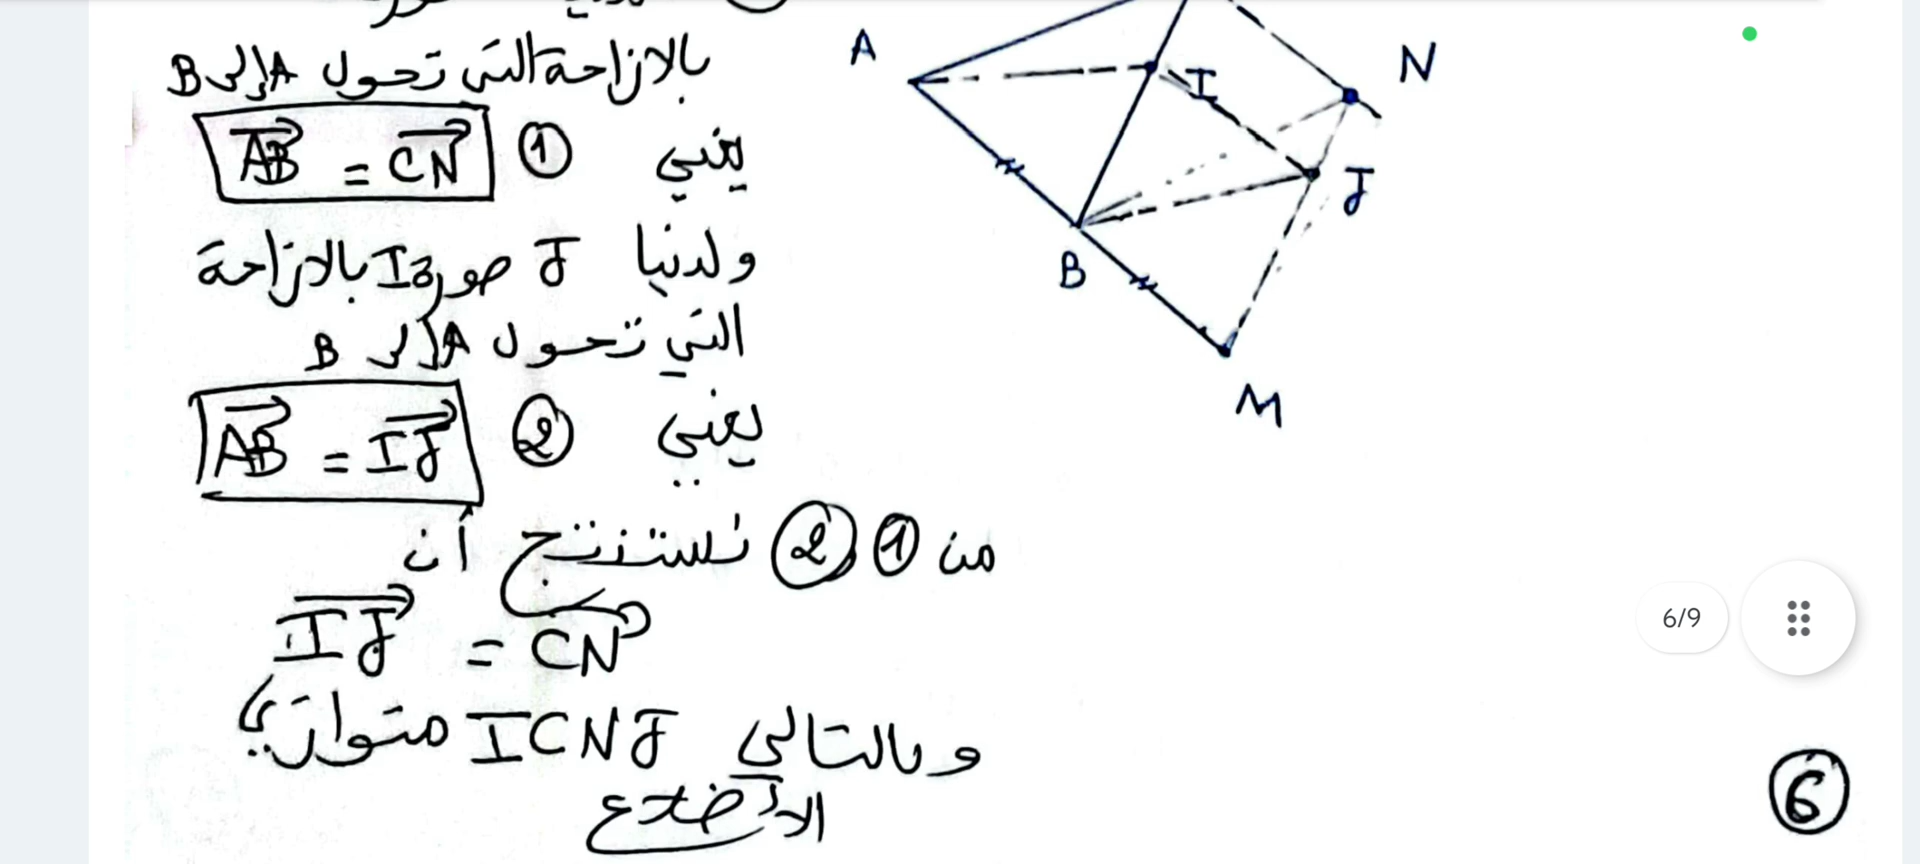 بالازاحة التي تحول A إلى B
يعني ① AB = CN
ولدينا J صورة I بالازاحة
التي تحول A إلى B
يعني ② AB = IJ
من ① ② نستنتج أن
IJ = CN
وبالتالي ICNJ متوازي
الأضلاع
A
I
N
J
B
M
6/9
6